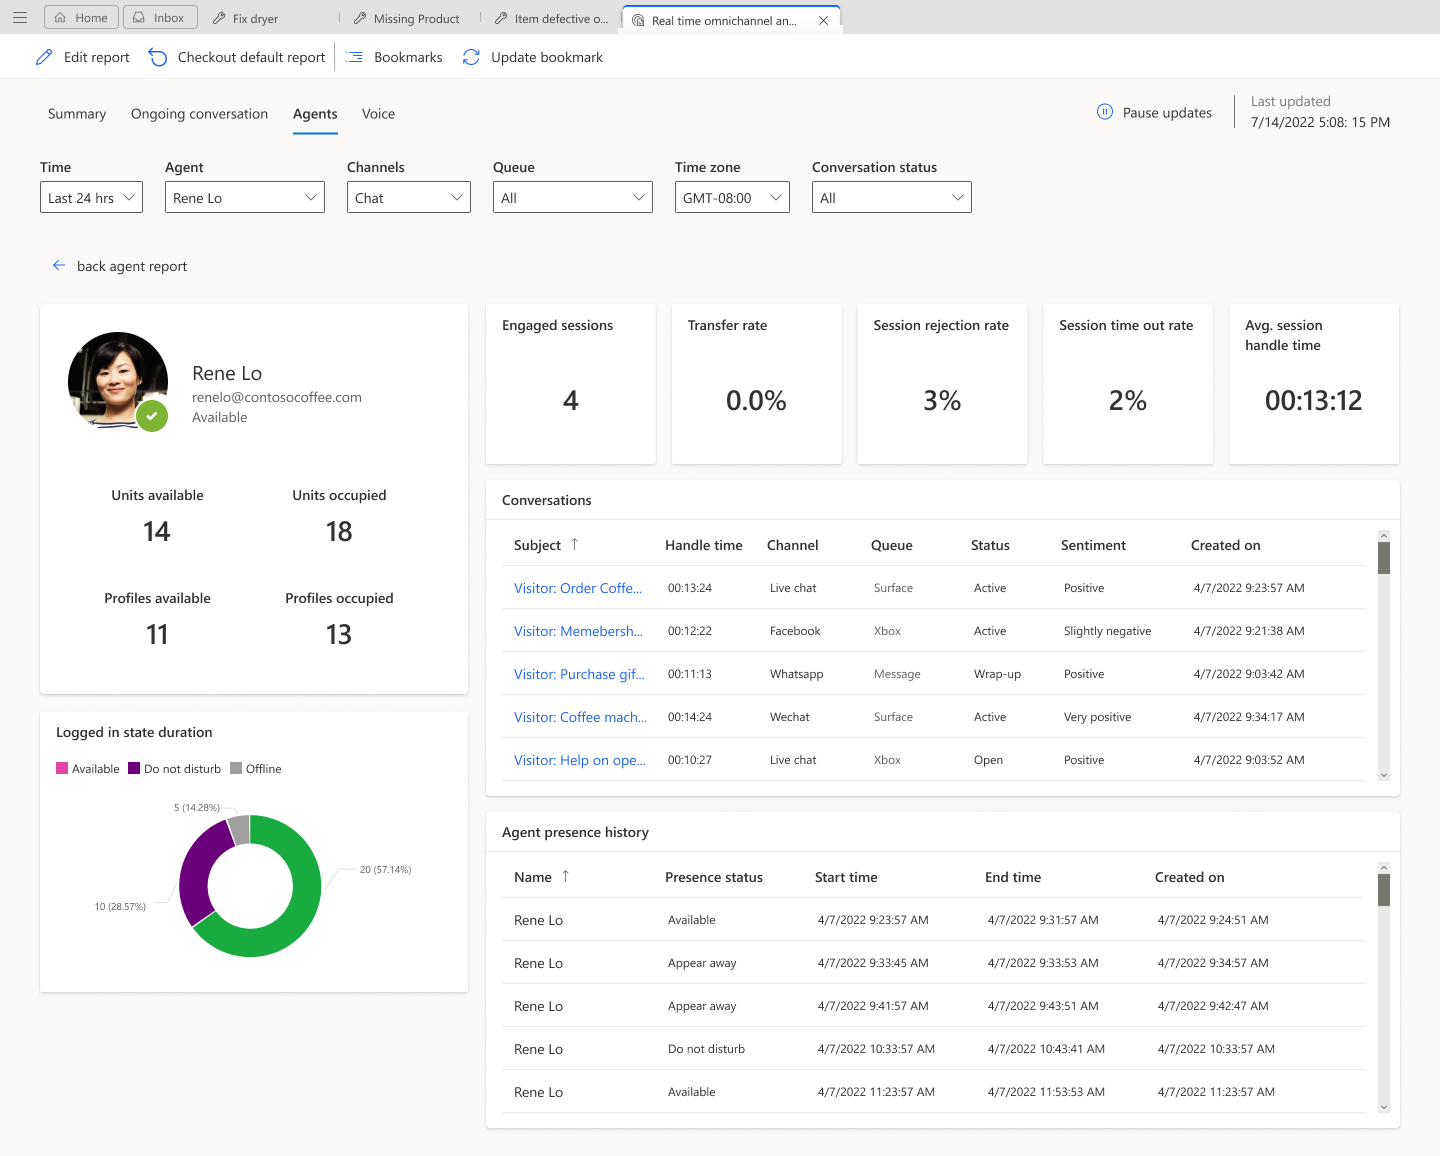 Home
Inbox
Fix dryer
Missing Product
Item defective o...
Real time omnichannel an...
Edit report
Checkout default report
Bookmarks
Update bookmark
Summary
Ongoing conversation
Agents
Voice
Pause updates
Last updated
7/14/2022 5:08: 15 PM
Time
Agent
Channels
Queue
Time zone
Conversation status
Last 24 hrs
Rene Lo
Chat
All
GMT-08:00
All
back agent report
Rene Lo
renelo@contosocoffee.com
Available
Units available
Units occupied
14
18
Profiles available
Profiles occupied
11
13
Engaged sessions
4
Transfer rate
0.0%
Session rejection rate
3%
Session time out rate
2%
Avg. session
handle time
00:13:12
Conversations
Subject Handle time Channel Queue Status Sentiment Created on
Visitor: Order Coffe... 00:13:24 Live chat Surface Active Positive 4/7/2022 9:23:57 AM
Visitor: Memebersh... 00:12:22 Facebook Xbox Active Slightly negative 4/7/2022 9:21:38 AM
Visitor: Purchase gif... 00:11:13 Whatsapp Message Wrap-up Positive 4/7/2022 9:03:42 AM
Visitor: Coffee mach... 00:14:24 Wechat Surface Active Very positive 4/7/2022 9:34:17 AM
Visitor: Help on ope... 00:10:27 Live chat Xbox Open Positive 4/7/2022 9:03:52 AM
Logged in state duration
Available Do not disturb Offline
5 (14.28%)
20 (57.14%)
10 (28.57%)
Agent presence history
Name Presence status Start time End time Created on
Rene Lo Available 4/7/2022 9:23:57 AM 4/7/2022 9:31:57 AM 4/7/2022 9:24:51 AM
Rene Lo Appear away 4/7/2022 9:33:45 AM 4/7/2022 9:33:53 AM 4/7/2022 9:34:57 AM
Rene Lo Appear away 4/7/2022 9:41:57 AM 4/7/2022 9:43:51 AM 4/7/2022 9:42:47 AM
Rene Lo Do not disturb 4/7/2022 10:33:57 AM 4/7/2022 10:43:41 AM 4/7/2022 10:33:57 AM
Rene Lo Available 4/7/2022 11:23:57 AM 4/7/2022 11:53:53 AM 4/7/2022 11:23:57 AM